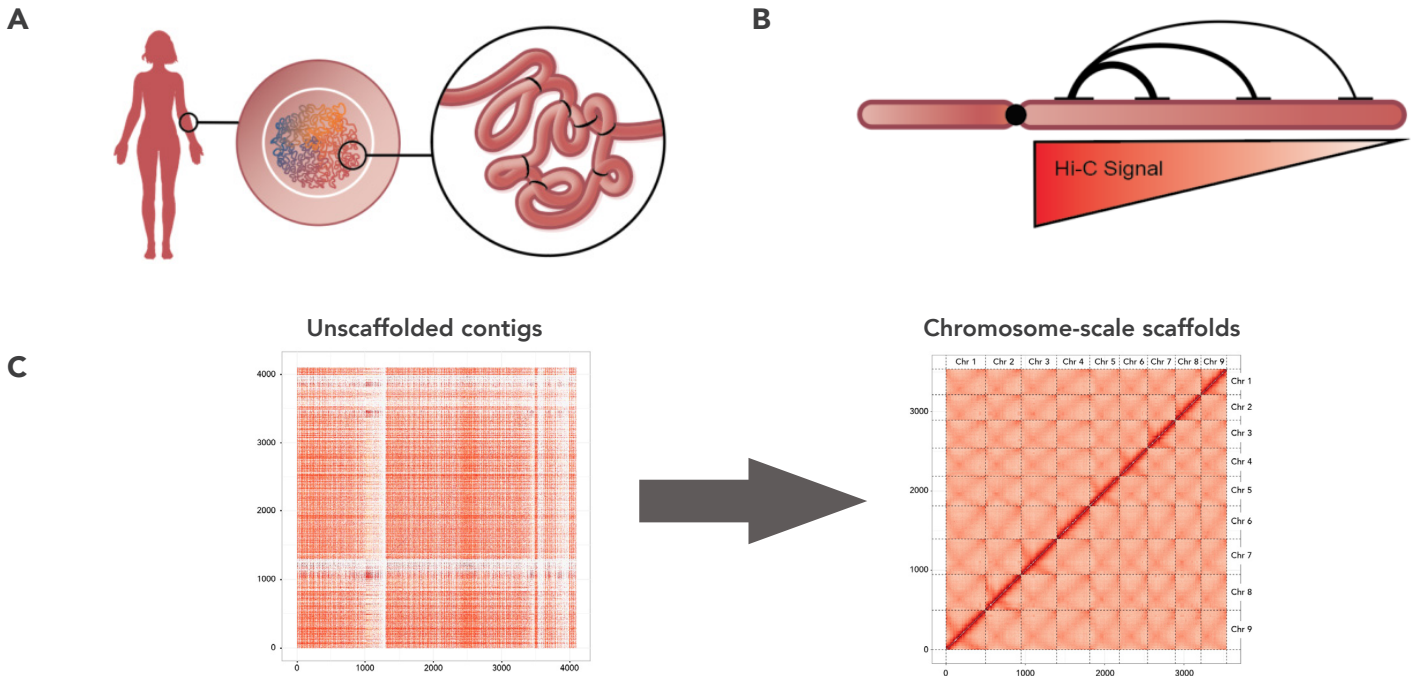 A
B
Hi-C Signal
C
Unscaffolded contigs
4000
3000
2000
1000
0
0 1000 2000 3000 4000
Chromosome-scale scaffolds
Chr 1 Chr 2 Chr 3 Chr 4 Chr 5 Chr 6 Chr 7 Chr 8 Chr 9
3000
2000
1000
0
Chr 1
Chr 2
Chr 3
Chr 4
Chr 5
Chr 6
Chr 7
Chr 8
Chr 9
0 1000 2000 3000